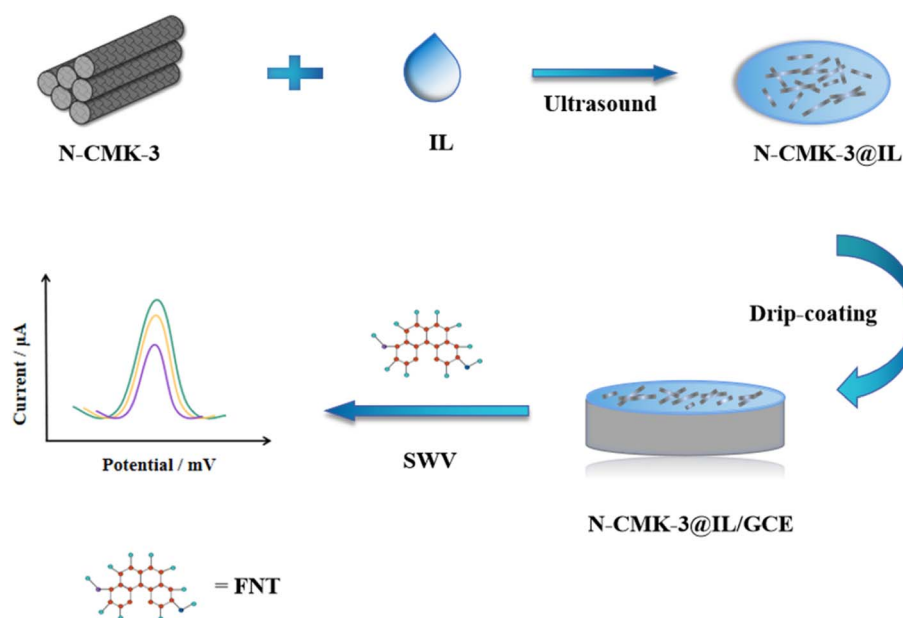 N-CMK-3
IL
Ultrasound
N-CMK-3@IL
Drip-coating
Current / μA
Potential / mV
SWV
N-CMK-3@IL/GCE
= FNT